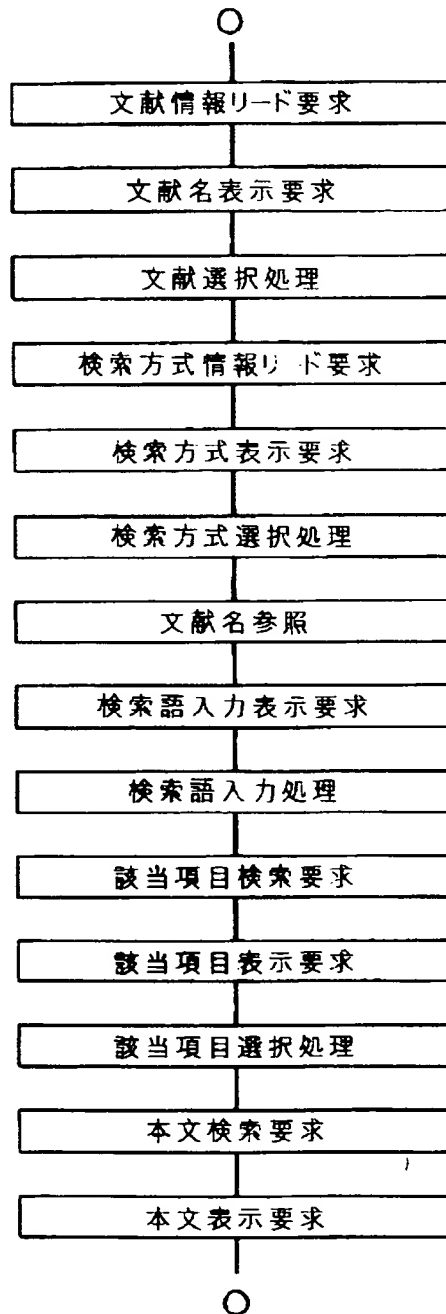 文献情報リード要求
文献名表示要求
文献選択処理
検索方式情報リード要求
検索方式表示要求
検索方式選択処理
文献名参照
検索語入力表示要求
検索語入力処理
該当項目検索要求
該当項目表示要求
該当項目選択処理
本文検索要求
本文表示要求